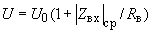 U = U₀(1 + |Zвх|ср / Rв)